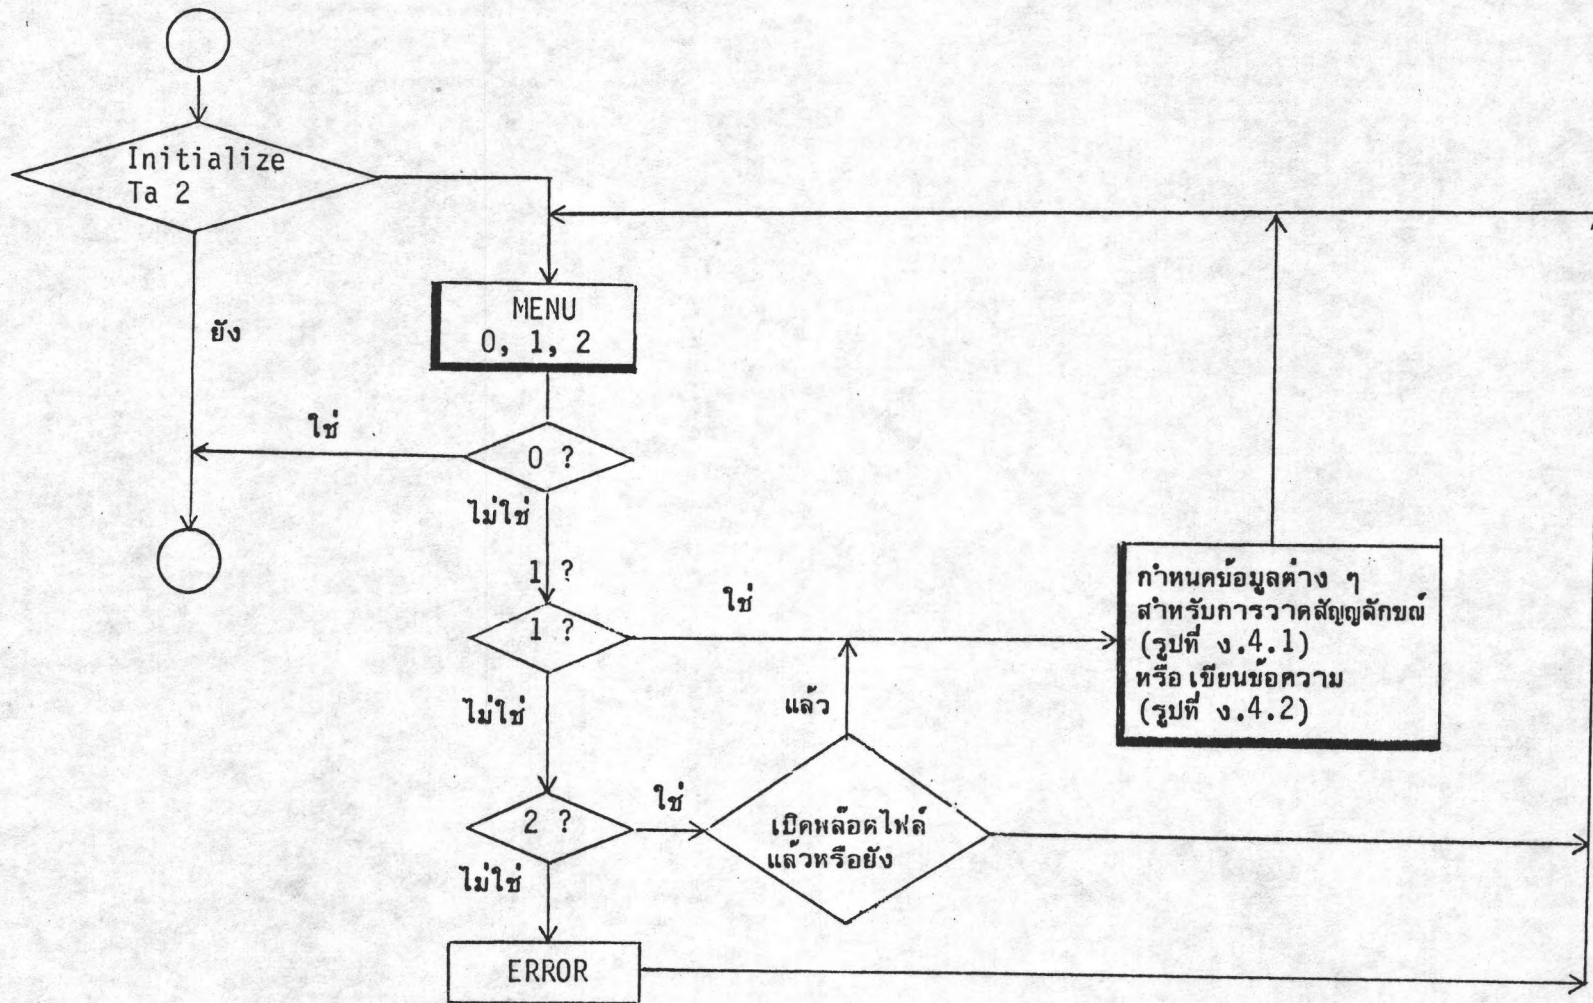 Initialize
Ta 2
MENU
0, 1, 2
ยัง
ใช่
0 ?
ไม่ใช่
1 ?
1 ?
ใช่
กำหนดข้อมูลต่าง ๆ
สำหรับการวาดสัญญลักขณ์
(รูปที่ ง.4.1)
หรือ เขียนข้อความ
(รูปที่ ง.4.2)
ไม่ใช่
แล้ว
2 ?
ใช่
เปิดพล๊อตไฟล์
แล้วหรือยัง
ไม่ใช่
ERROR